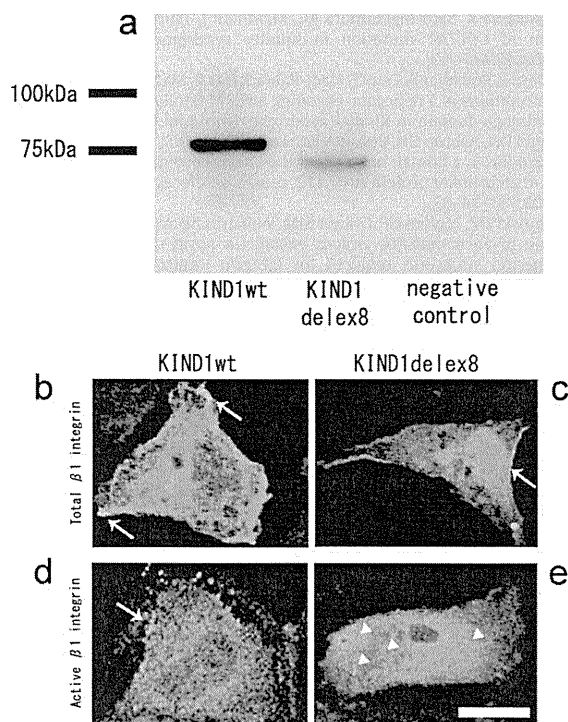 a
100kDa
75kDa
KIND1wt
KIND1
delex8
negative
control
KIND1wt
KIND1delex8
b
c
Total β1 integrin
d
e
Active β1 integrin